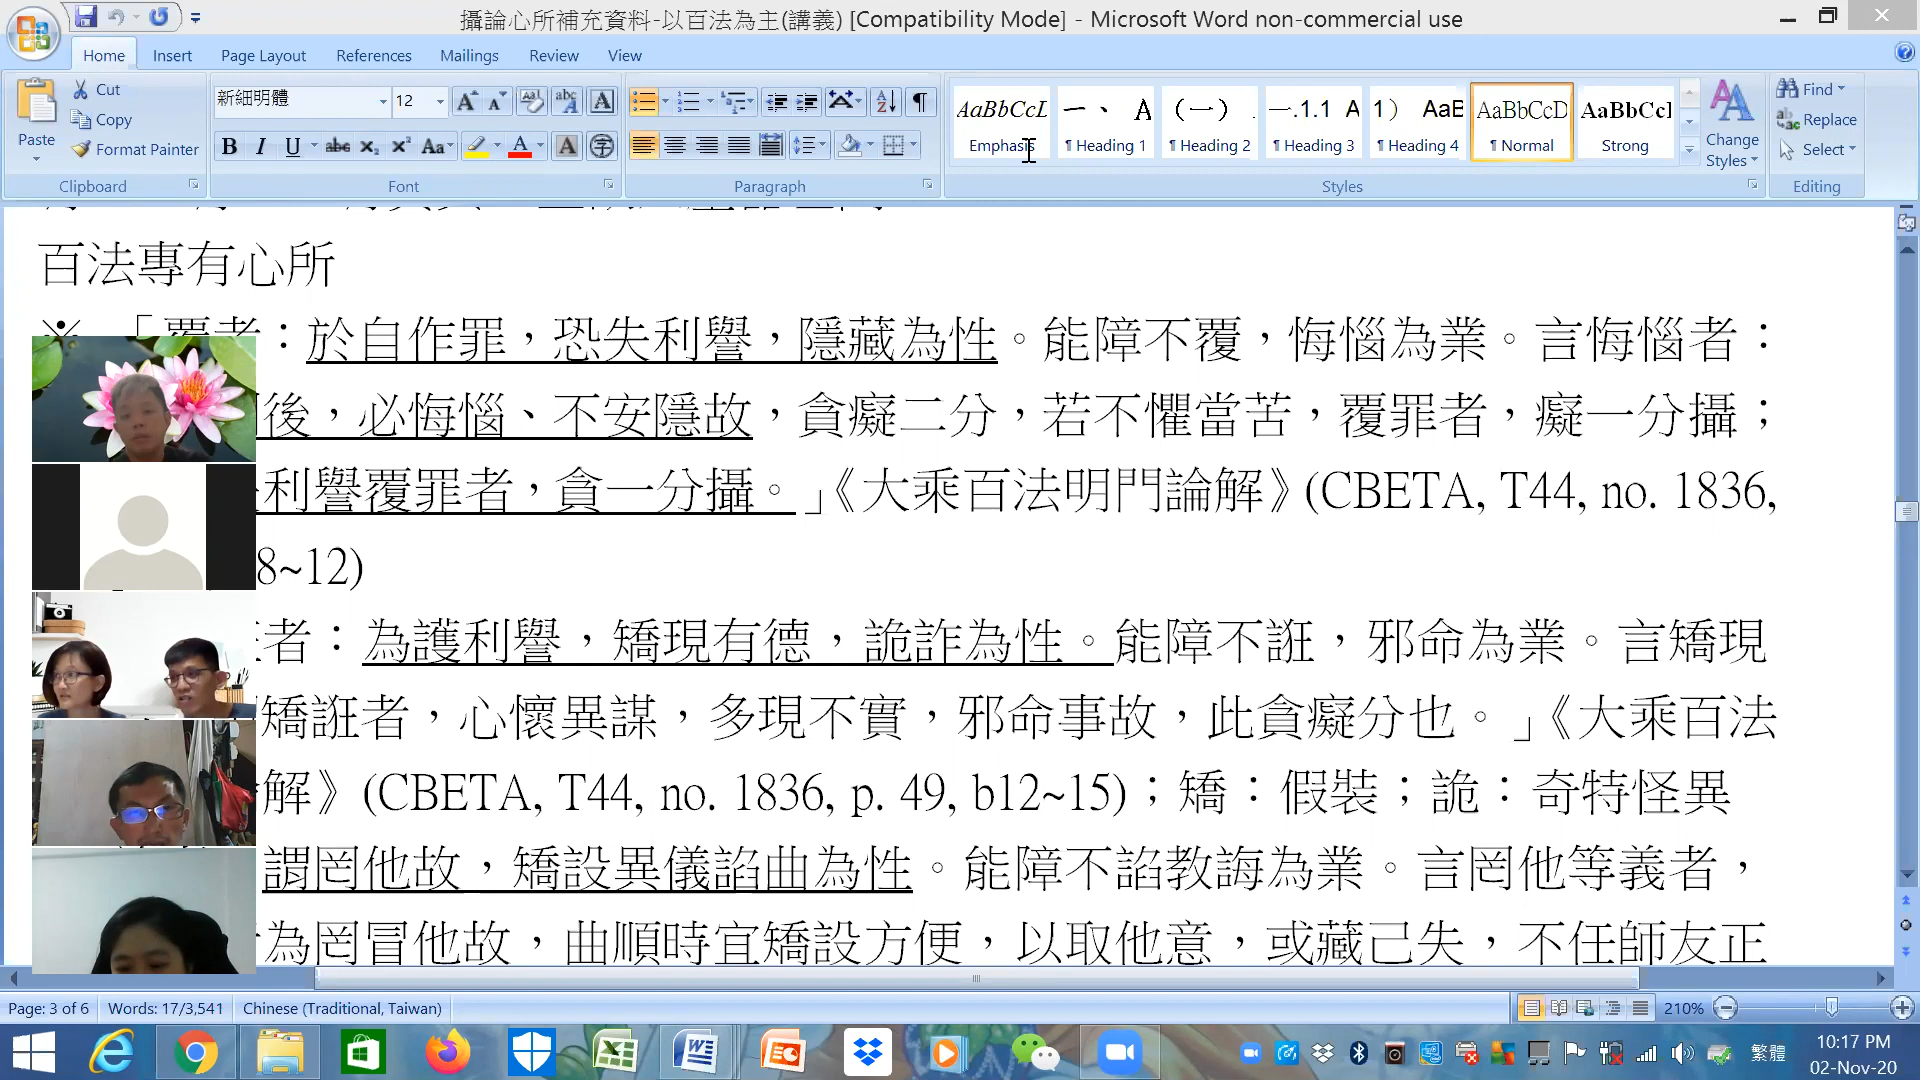 攝論心所補充資料-以百法為主(講義) [Compatibility Mode] - Microsoft Word non-commercial use
Home Insert Page Layout References Mailings Review View
Paste Cut Copy Format Painter Clipboard
新細明體 12 Font
Paragraph
AaBbCcL 一、 A （一） 一.1.1 A 1） AaB AaBbCcD AaBbCcI
Emphasis ¶ Heading 1 ¶ Heading 2 ¶ Heading 3 ¶ Heading 4 ¶ Normal Strong
Styles
Change Styles
Find Replace Select Editing
百法專有心所
※ 「覆者：於自作罪，恐失利譽，隱藏為性。能障不覆，悔惱為業。言悔惱者：
後，必悔惱、不安隱故，貪癡二分，若不懼當苦，覆罪者，癡一分攝；
利譽覆罪者，貪一分攝。」《大乘百法明門論解》(CBETA, T44, no. 1836,
8~12)
者：為護利譽，矯現有德，詭詐為性。能障不誑，邪命為業。言矯現
矯誑者，心懷異謀，多現不實，邪命事故，此貪癡分也。」《大乘百法
解》(CBETA, T44, no. 1836, p. 49, b12~15)；矯：假裝；詭：奇特怪異
謂罔他故，矯設異儀諂曲為性。能障不諂教誨為業。言罔他等義者，
為罔冒他故，曲順時宜矯設方便，以取他意，或藏己失，不任師友正
Page: 3 of 6 Words: 17/3,541 Chinese (Traditional, Taiwan) 210%
繁體 10:17 PM
02-Nov-20